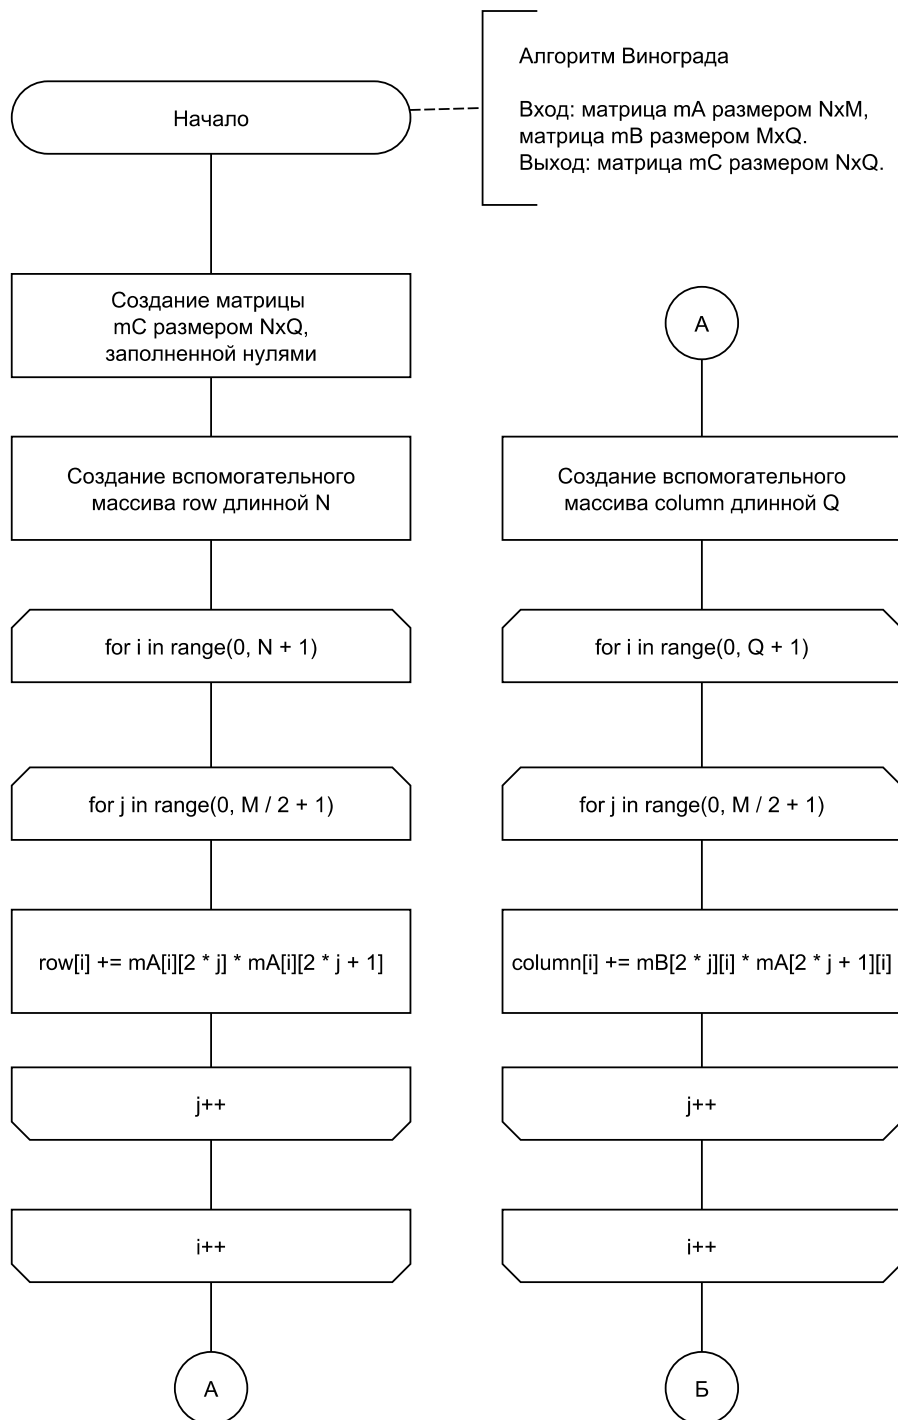 Начало
Алгоритм Винограда
Вход: матрица mA размером NxM,
матрица mB размером MxQ.
Выход: матрица mC размером NxQ.
Создание матрицы
mC размером NxQ,
заполненной нулями
Создание вспомогательного
массива row длинной N
for i in range(0, N + 1)
for j in range(0, M / 2 + 1)
row[i] += mA[i][2 * j] * mA[i][2 * j + 1]
j++
i++
А
А
Создание вспомогательного
массива column длинной Q
for i in range(0, Q + 1)
for j in range(0, M / 2 + 1)
column[i] += mB[2 * j][i] * mA[2 * j + 1][i]
j++
i++
Б